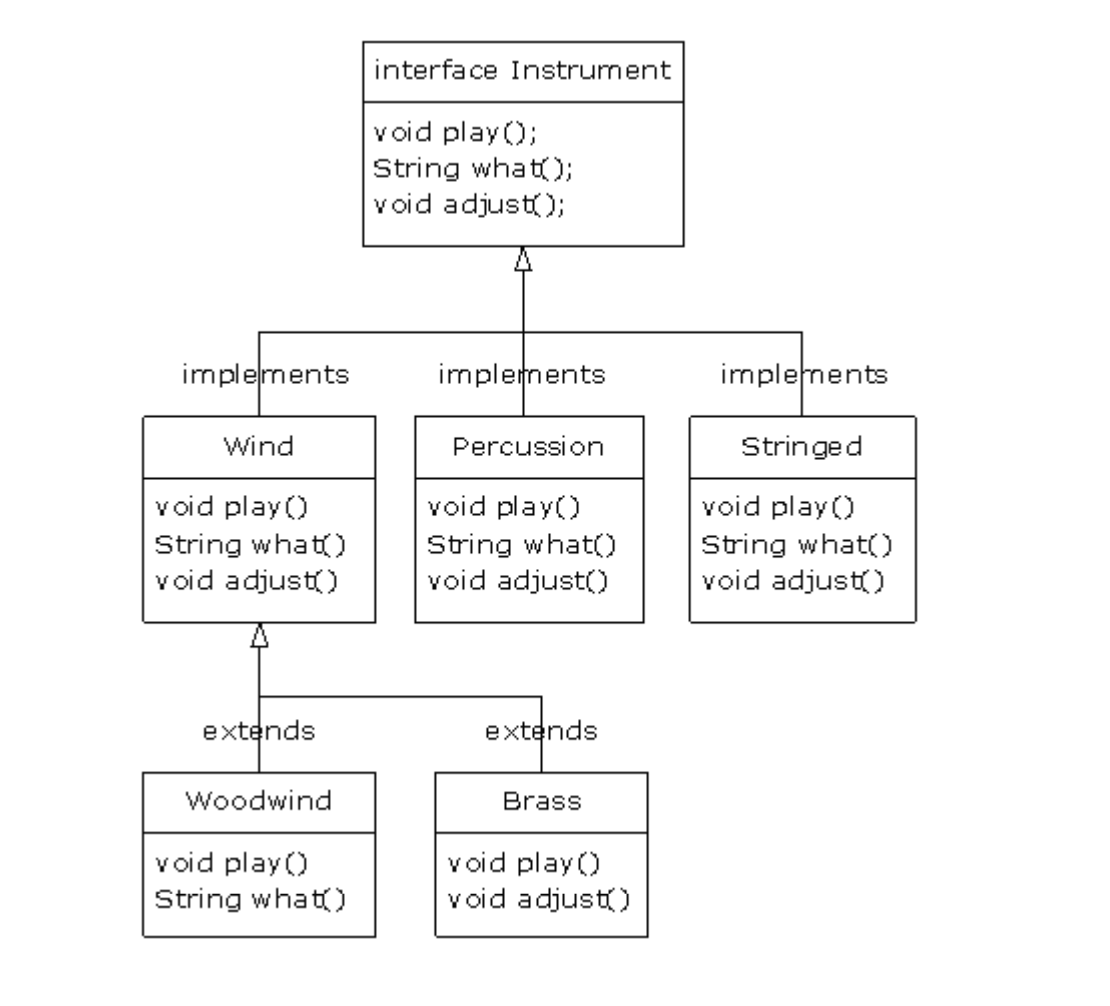 interface Instrument
void play();
String what();
void adjust();
implements
implements
implements
Wind
void play()
String what()
void adjust()
Percussion
void play()
String what()
void adjust()
Stringed
void play()
String what()
void adjust()
extends
extends
Woodwind
void play()
String what()
Brass
void play()
void adjust()